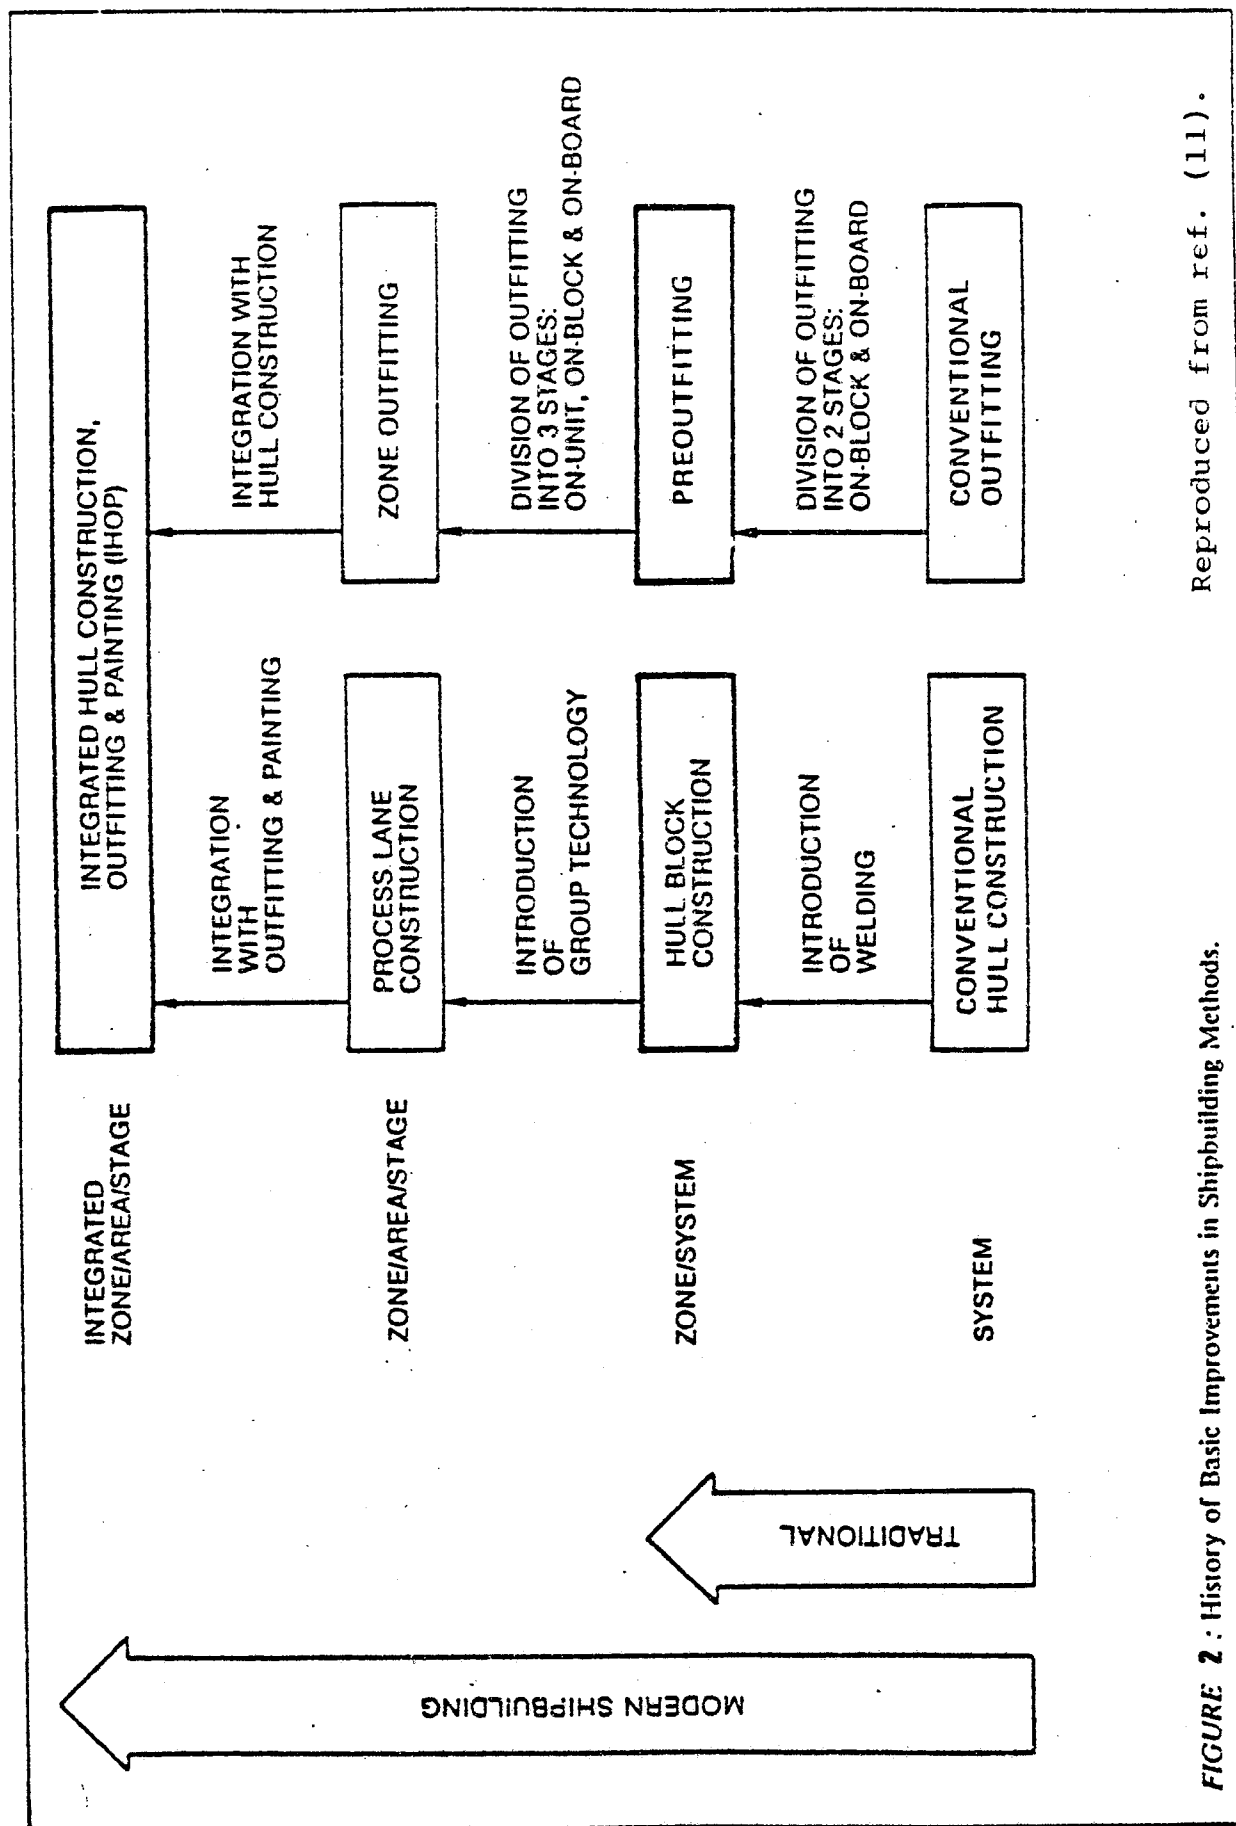 INTEGRATED
ZONE/AREA/STAGE
INTEGRATED HULL CONSTRUCTION,
OUTFITTING & PAINTING (IHOP)
INTEGRATION
WITH
OUTFITTING & PAINTING
INTEGRATION WITH
HULL CONSTRUCTION
ZONE/AREA/STAGE
PROCESS LANE
CONSTRUCTION
ZONE OUTFITTING
INTRODUCTION
OF
GROUP TECHNOLOGY
DIVISION OF OUTFITTING
INTO 3 STAGES:
ON-UNIT, ON-BLOCK & ON-BOARD
ZONE/SYSTEM
HULL BLOCK
CONSTRUCTION
PREOUTFITTING
INTRODUCTION
OF
WELDING
DIVISION OF OUTFITTING
INTO 2 STAGES:
ON-BLOCK & ON-BOARD
SYSTEM
CONVENTIONAL
HULL CONSTRUCTION
CONVENTIONAL
OUTFITTING
MODERN SHIPBUILDING
TRADITIONAL
FIGURE 2 : History of Basic Improvements in Shipbuilding Methods.
Reproduced from ref. (11).